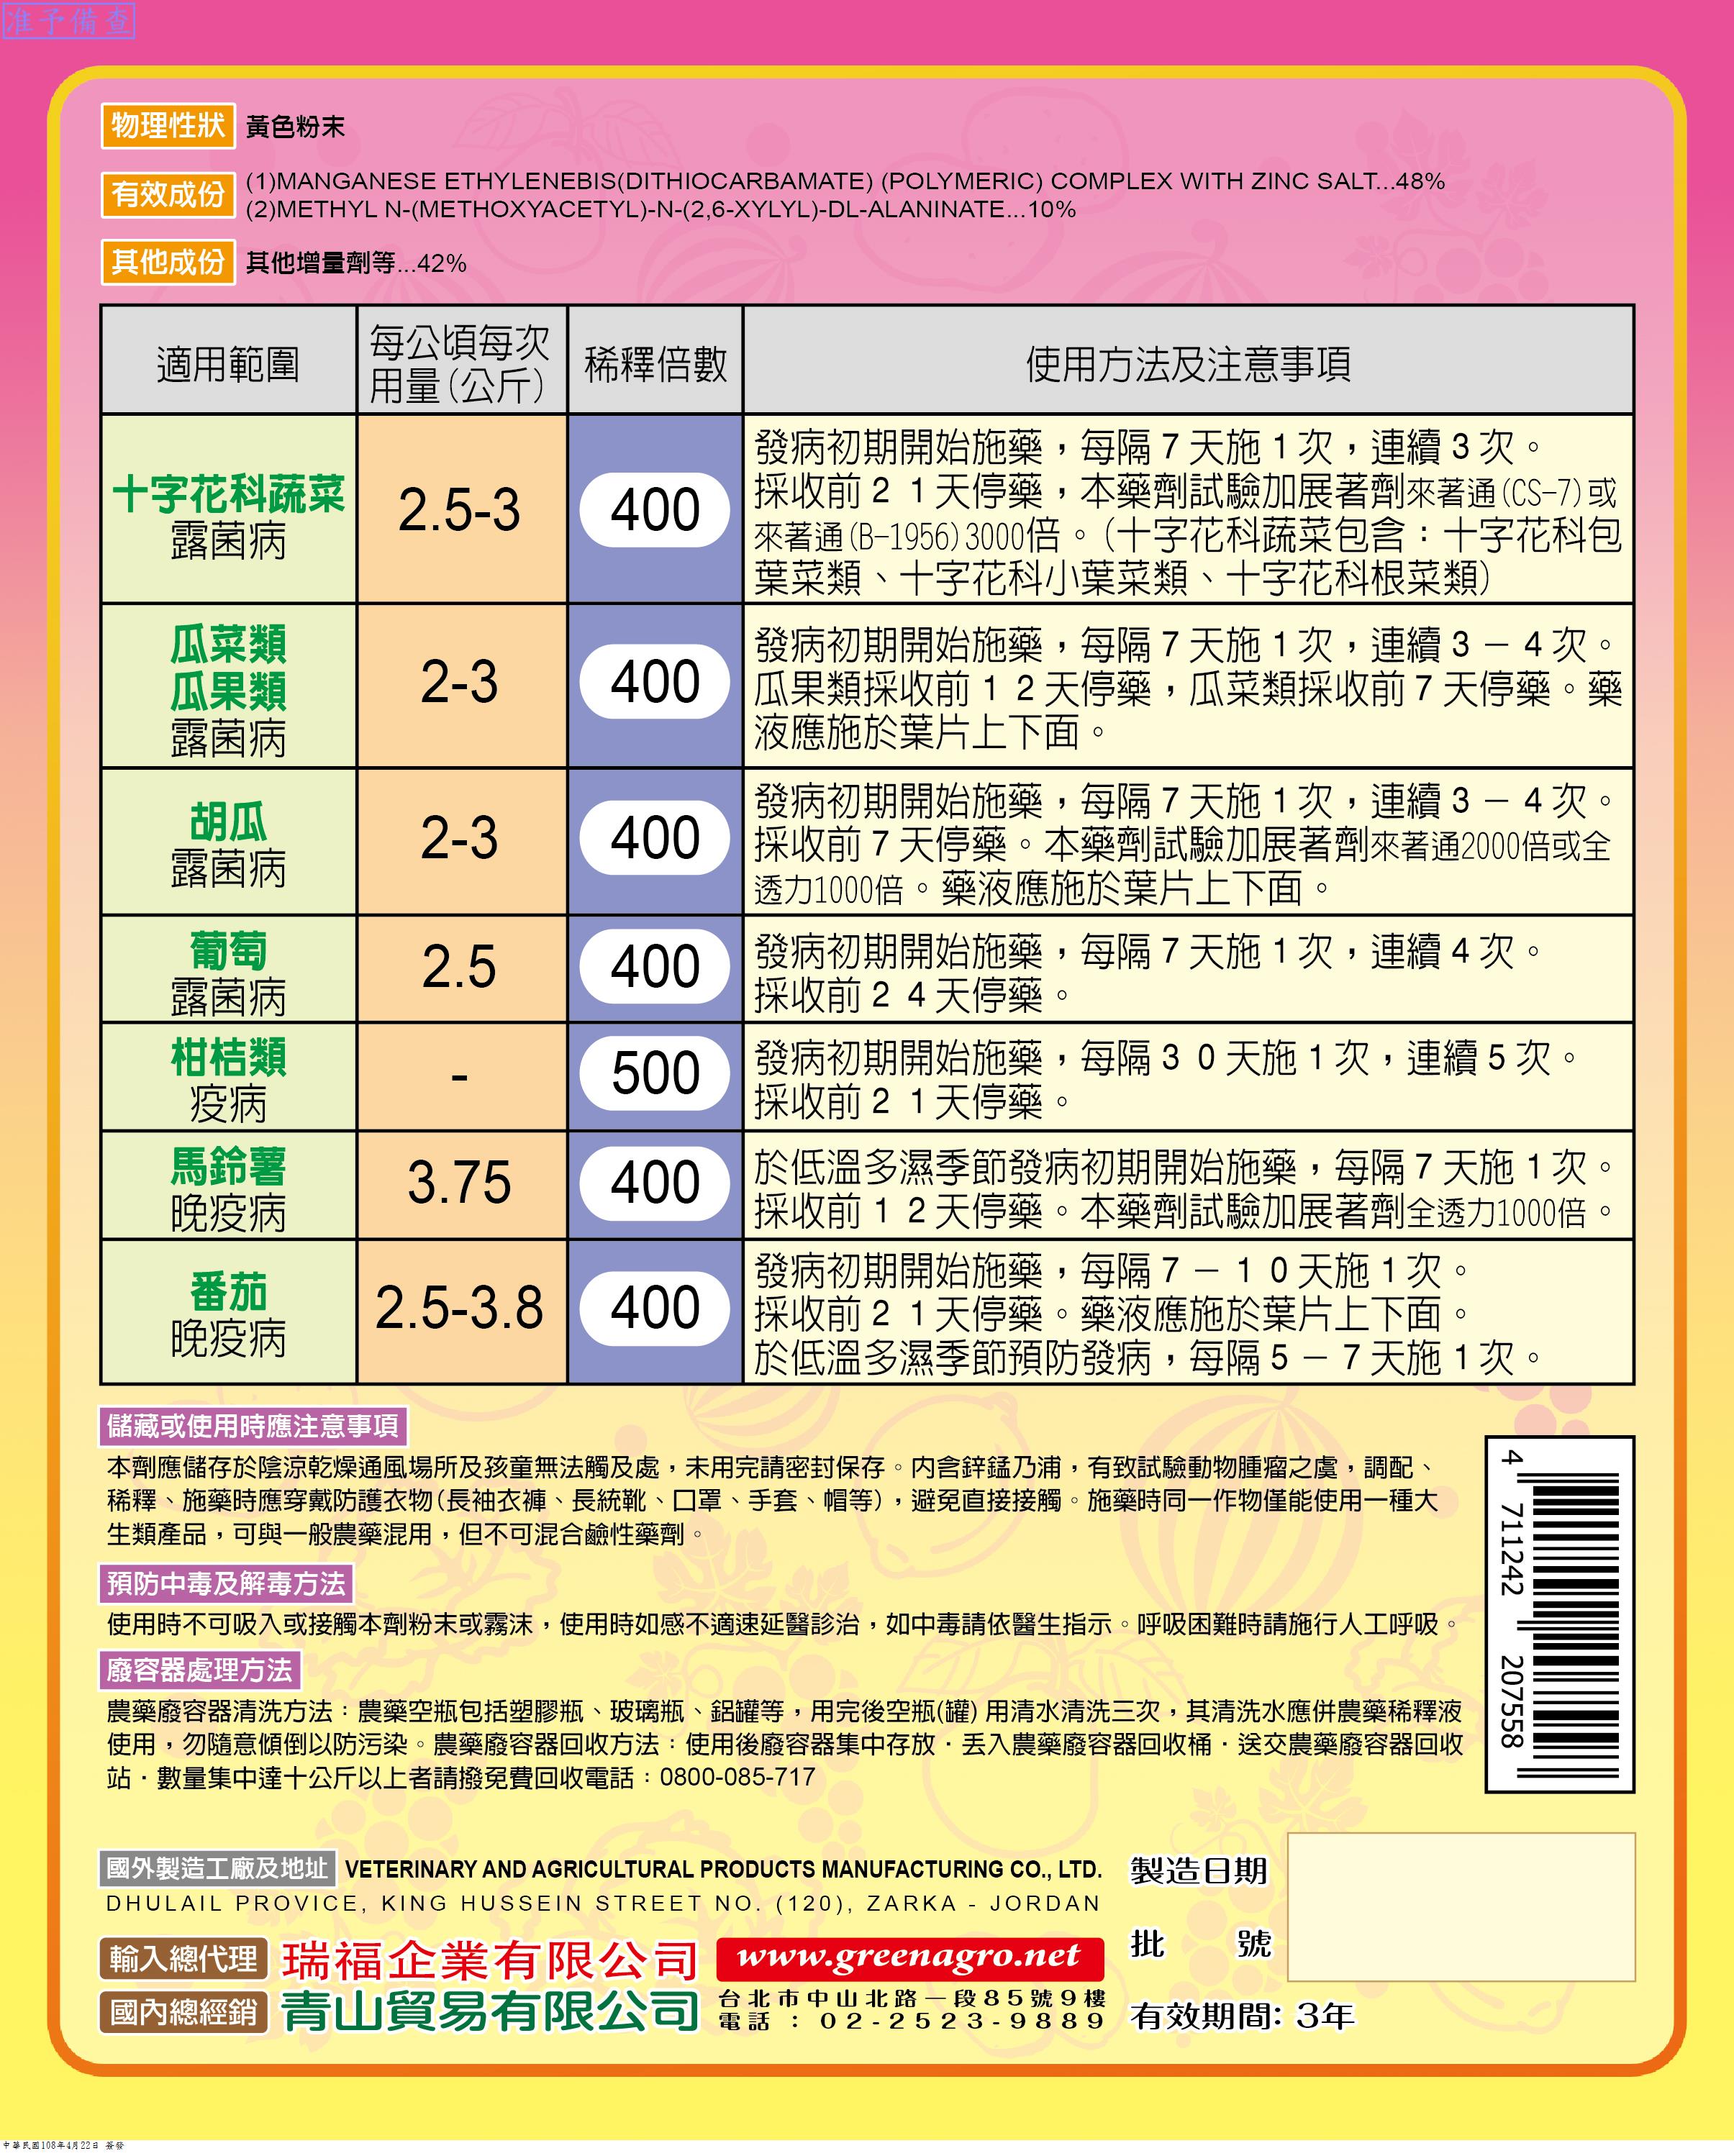 准予備查
物理性狀 黃色粉末
有效成份 (1)MANGANESE ETHYLENEBIS(DITHIOCARBAMATE) (POLYMERIC) COMPLEX WITH ZINC SALT...48%
(2)METHYL N-(METHOXYACETYL)-N-(2,6-XYLYL)-DL-ALANINATE...10%
其他成份 其他增量劑等...42%
適用範圍
每公頃每次
用量(公斤)
稀釋倍數
使用方法及注意事項
十字花科蔬菜
露菌病
2.5-3
400
發病初期開始施藥，每隔7天施1次，連續3次。
採收前21天停藥，本藥劑試驗加展著劑來著通(CS-7)或
來著通(B-1956)3000倍。(十字花科蔬菜包含：十字花科包
葉菜類、十字花科小葉菜類、十字花科根菜類)
瓜菜類
瓜果類
露菌病
2-3
400
發病初期開始施藥，每隔7天施1次，連續3－4次。
瓜果類採收前12天停藥，瓜菜類採收前7天停藥。藥
液應施於葉片上下面。
胡瓜
露菌病
2-3
400
發病初期開始施藥，每隔7天施1次，連續3－4次。
採收前7天停藥。本藥劑試驗加展著劑來著通2000倍或全
透力1000倍。藥液應施於葉片上下面。
葡萄
露菌病
2.5
400
發病初期開始施藥，每隔7天施1次，連續4次。
採收前24天停藥。
柑桔類
疫病
-
500
發病初期開始施藥，每隔30天施1次，連續5次。
採收前21天停藥。
馬鈴薯
晚疫病
3.75
400
於低溫多濕季節發病初期開始施藥，每隔7天施1次。
採收前12天停藥。本藥劑試驗加展著劑全透力1000倍。
番茄
晚疫病
2.5-3.8
400
發病初期開始施藥，每隔7－10天施1次。
採收前21天停藥。藥液應施於葉片上下面。
於低溫多濕季節預防發病，每隔5－7天施1次。
儲藏或使用時應注意事項
本劑應儲存於陰涼乾燥通風場所及孩童無法觸及處，未用完請密封保存。內含鋅錳乃浦，有致試驗動物腫瘤之虞，調配、
稀釋、施藥時應穿戴防護衣物(長袖衣褲、長統靴、口罩、手套、帽等)，避免直接接觸。施藥時同一作物僅能使用一種大
生類產品，可與一般農藥混用，但不可混合鹼性藥劑。
預防中毒及解毒方法
使用時不可吸入或接觸本劑粉末或霧沫，使用時如感不適速延醫診治，如中毒請依醫生指示。呼吸困難時請施行人工呼吸。
廢容器處理方法
農藥廢容器清洗方法：農藥空瓶包括塑膠瓶、玻璃瓶、鋁罐等，用完後空瓶(罐) 用清水清洗三次，其清洗水應併農藥稀釋液
使用，勿隨意傾倒以防污染。農藥廢容器回收方法：使用後廢容器集中存放．丟入農藥廢容器回收桶．送交農藥廢容器回收
站．數量集中達十公斤以上者請撥免費回收電話：0800-085-717
4 711242 207558
國外製造工廠及地址 VETERINARY AND AGRICULTURAL PRODUCTS MANUFACTURING CO., LTD.
DHULAIL PROVICE, KING HUSSEIN STREET NO. (120), ZARKA - JORDAN
輸入總代理 瑞福企業有限公司 www.greenagro.net
國內總經銷 青山貿易有限公司 台北市中山北路一段85號9樓
電話：02-2523-9889
製造日期
批 號
有效期間: 3年
中華民國108年4月22日 簽發